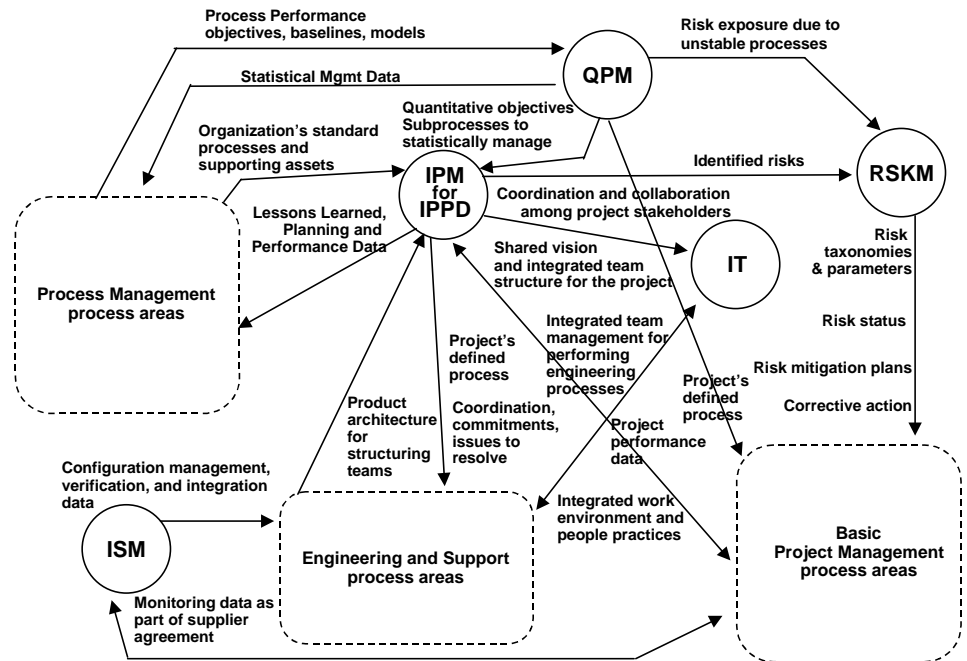 Process Performance
objectives, baselines, models
Risk exposure due to
unstable processes
QPM
Statistical Mgmt Data
Quantitative objectives
Subprocesses to
statistically manage
Organization's standard
processes and
supporting assets
IPM
for
IPPD
Identified risks
RSKM
Coordination and collaboration
among project stakeholders
Lessons Learned,
Planning and
Performance Data
Risk
taxonomies
& parameters
Shared vision
and integrated team
structure for the project
IT
Process Management
process areas
Integrated team
management for
performing
engineering
processes
Risk status
Project's
defined
process
Risk mitigation plans
Project's
defined
process
Product
architecture
for
structuring
teams
Coordination,
commitments,
issues to
resolve
Corrective action
Project
performance
data
Configuration management,
verification, and integration
data
Integrated work
environment and
people practices
ISM
Engineering and Support
process areas
Basic
Project Management
process areas
Monitoring data as
part of supplier
agreement